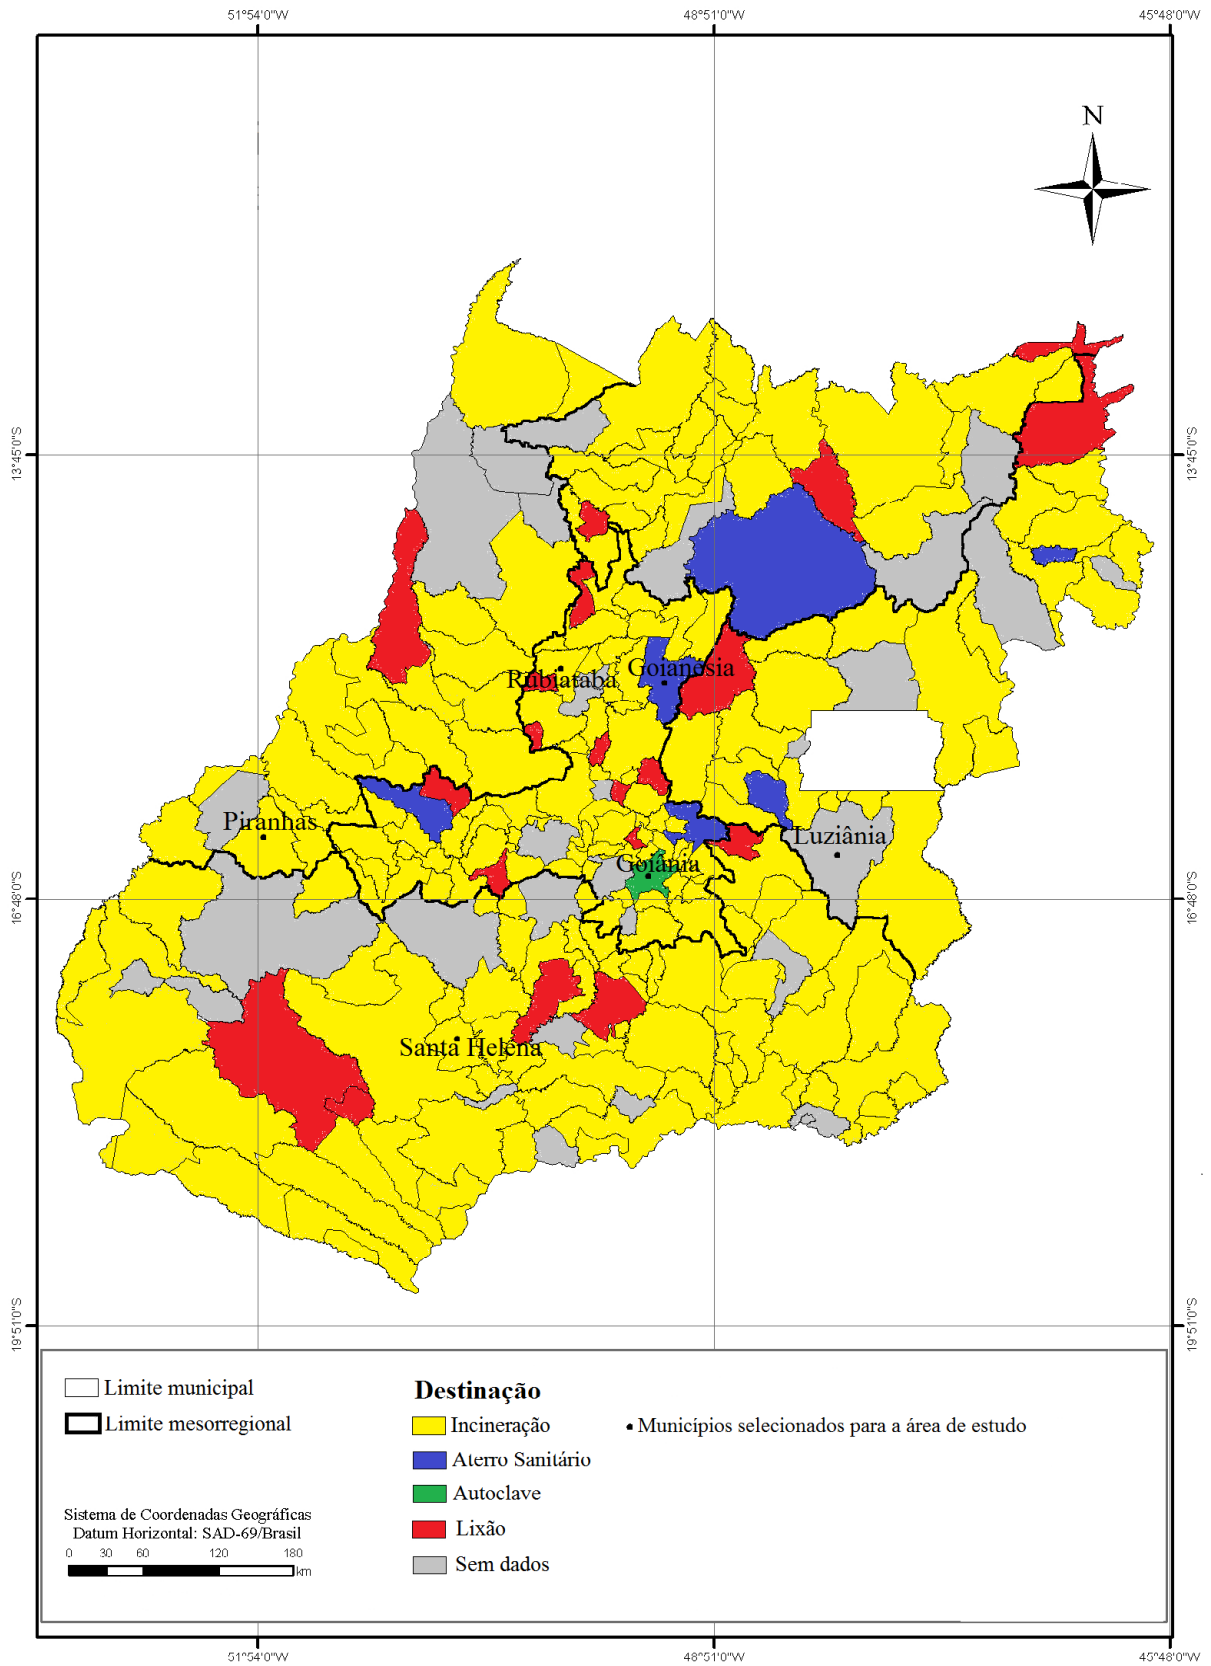 51°54'0"W
48°51'0"W
45°48'0"W
N
13°45'0"S
13°45'0"S
Rubiataba
Goianesia
Piranhas
Luziânia
Goiânia
16°48'0"S
16°48'0"S
Santa Helena
19°51'0"S
19°51'0"S
Limite municipal
Limite mesorregional
Destinação
Incineração
Aterro Sanitário
Autoclave
Lixão
Sem dados
Municípios selecionados para a área de estudo
Sistema de Coordenadas Geográficas
Datum Horizontal: SAD-69/Brasil
0 30 60 120 180
km
51°54'0"W
48°51'0"W
45°48'0"W